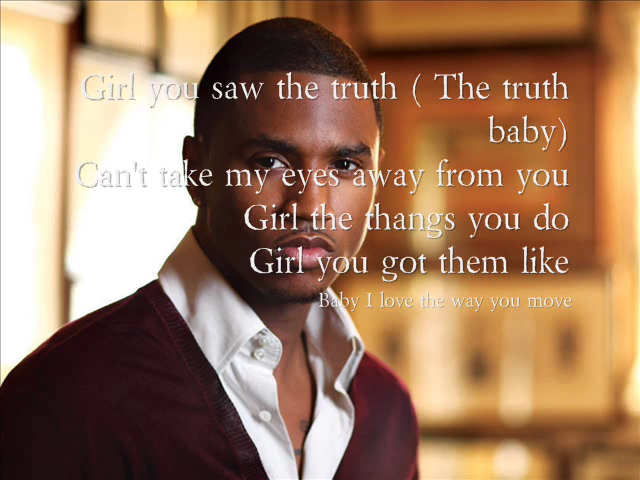 Girl you saw the truth ( The truth
baby)
Can't take my eyes away from you
Girl the thangs you do
Girl you got them like
Baby I love the way you move